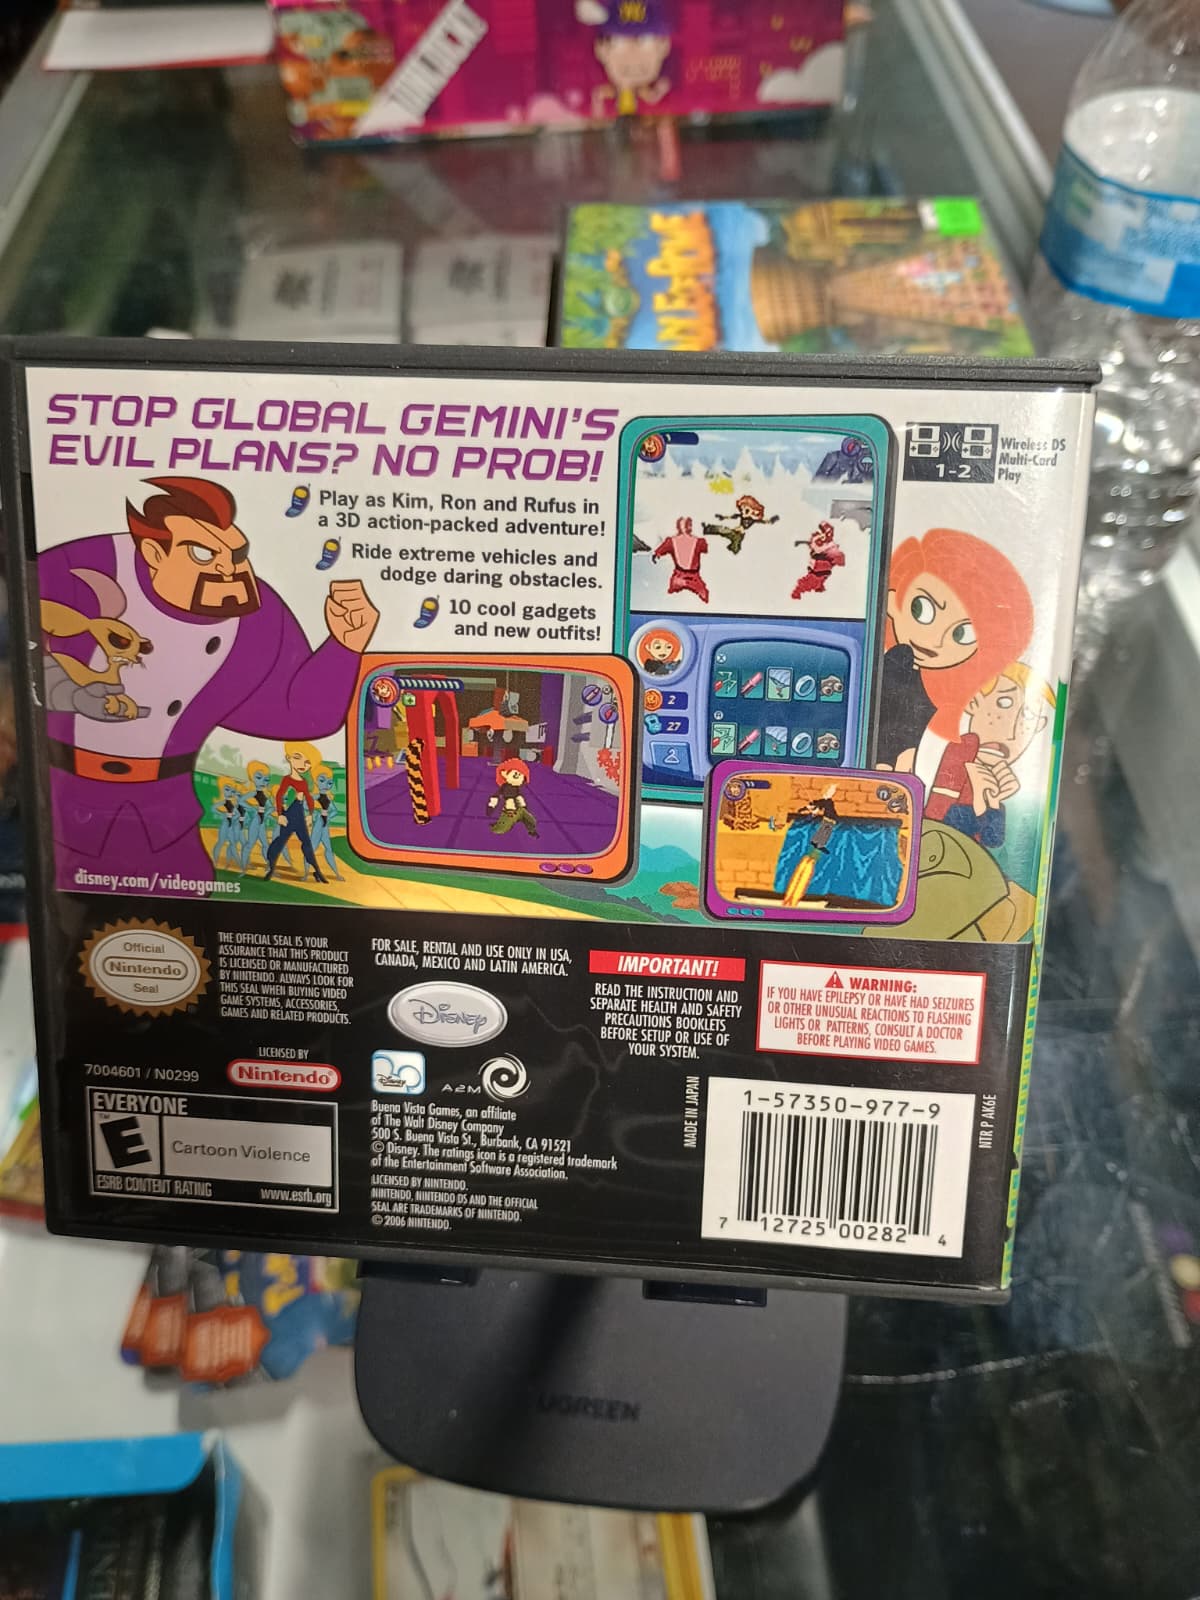 STOP GLOBAL GEMINI'S
EVIL PLANS? NO PROB!
Play as Kim, Ron and Rufus in
a 3D action-packed adventure!
Ride extreme vehicles and
dodge daring obstacles.
10 cool gadgets
and new outfits!
1-2
Wireless DS
Multi-Card
Play
2
27
disney.com/videogames
Official
Nintendo
Seal
THE OFFICIAL SEAL IS YOUR
ASSURANCE THAT THIS PRODUCT
IS LICENSED OR MANUFACTURED
BY NINTENDO. ALWAYS LOOK FOR
THIS SEAL WHEN BUYING VIDEO
GAME SYSTEMS, ACCESSORIES,
GAMES AND RELATED PRODUCTS.
FOR SALE, RENTAL AND USE ONLY IN USA,
CANADA, MEXICO AND LATIN AMERICA.
Disney
IMPORTANT!
READ THE INSTRUCTION AND
SEPARATE HEALTH AND SAFETY
PRECAUTIONS BOOKLETS
BEFORE SETUP OR USE OF
YOUR SYSTEM.
WARNING:
IF YOU HAVE EPILEPSY OR HAVE HAD SEIZURES
OR OTHER UNUSUAL REACTIONS TO FLASHING
LIGHTS OR PATTERNS, CONSULT A DOCTOR
BEFORE PLAYING VIDEO GAMES.
7004601 / N0299
LICENSED BY
Nintendo®
Disney
A2M
EVERYONE
E
TM
Cartoon Violence
ESRB CONTENT RATING
www.esrb.org
Buena Vista Games, an affiliate
of The Walt Disney Company
500 S. Buena Vista St., Burbank, CA 91521
© Disney. The ratings icon is a registered trademark
of the Entertainment Software Association.
LICENSED BY NINTENDO.
NINTENDO, NINTENDO DS AND THE OFFICIAL
SEAL ARE TRADEMARKS OF NINTENDO.
© 2006 NINTENDO.
MADE IN JAPAN
1-57350-977-9
7 12725 00282 4
NTR P AK6E
UGREEN